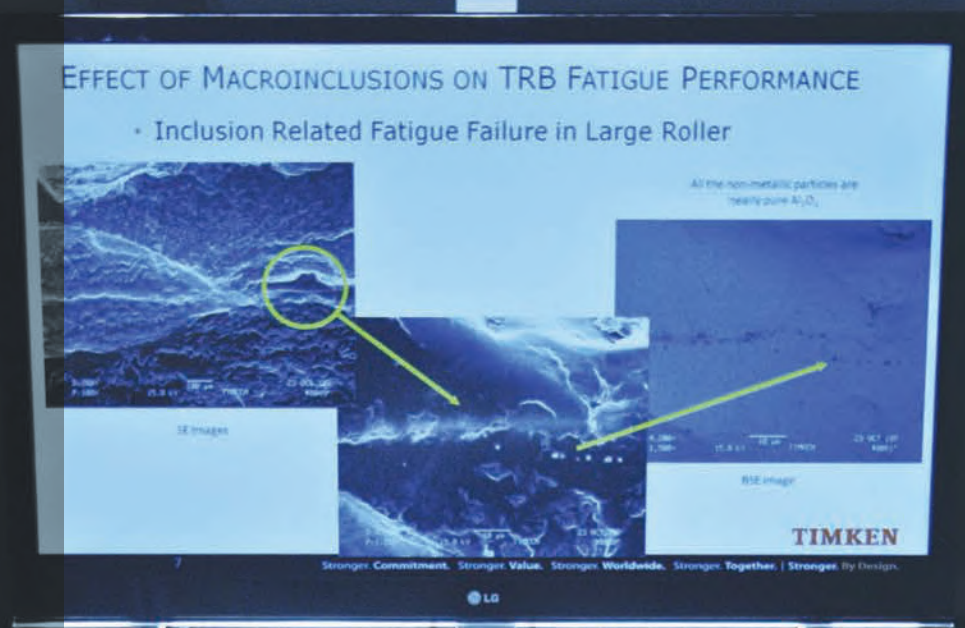 EFFECT OF MACROINCLUSIONS ON TRB FATIGUE PERFORMANCE
• Inclusion Related Fatigue Failure in Large Roller
All the non-metallic particles are
nearly pure Al₂O₃
SE Images
BSE Image
TIMKEN
7
Stronger. Commitment. Stronger. Value. Stronger. Worldwide. Stronger. Together. | Stronger. By Design.
LG